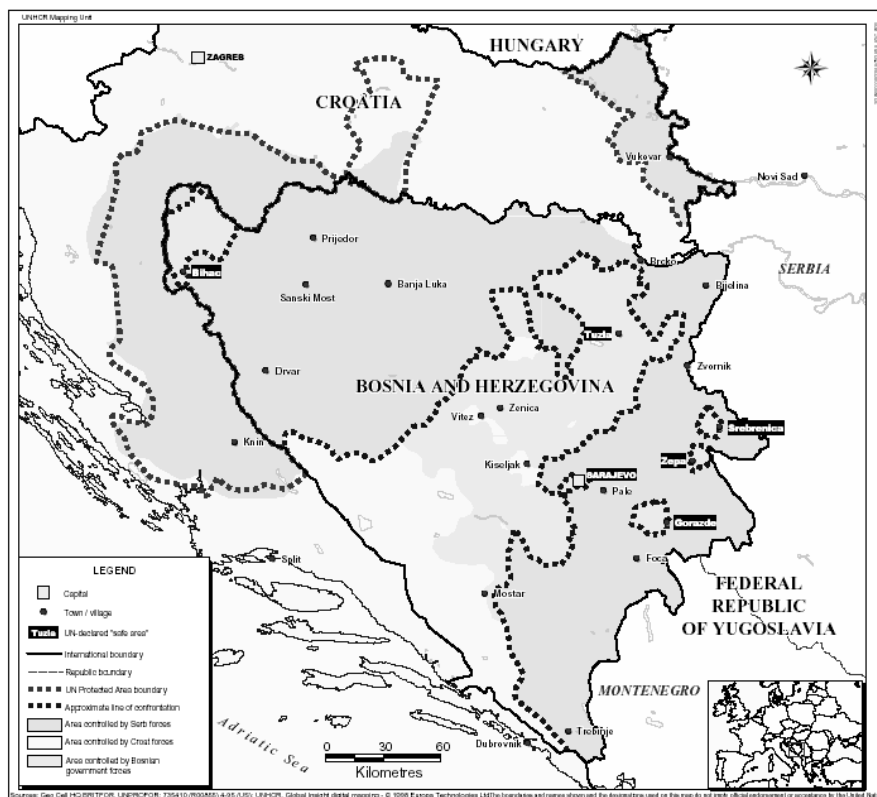 UNHCR Mapping Unit
HUNGARY
ZAGREB
CROATIA
Vukovar
Novi Sad
Prijedor
Brcko
SERBIA
Bihac
Sanski Most
Banja Luka
Bijelina
Tuzla
Drvar
Zvornik
BOSNIA AND HERZEGOVINA
Vitez
Zenica
Srebrenica
Knin
Kiseljak
Zepa
SARAJEVO
Pale
Gorazde
Split
Foca
FEDERAL
REPUBLIC
OF YUGOSLAVIA
Mostar
MONTENEGRO
Trebinje
Dubrovnik
Adriatic Sea
0 30 60
Kilometres
LEGEND
Capital
Town / village
Tuzla UN-declared "safe area"
International boundary
Republic boundary
UN Protected Area boundary
Approximate line of confrontation
Area controlled by Serb forces
Area controlled by Croat forces
Area controlled by Bosnian
government forces